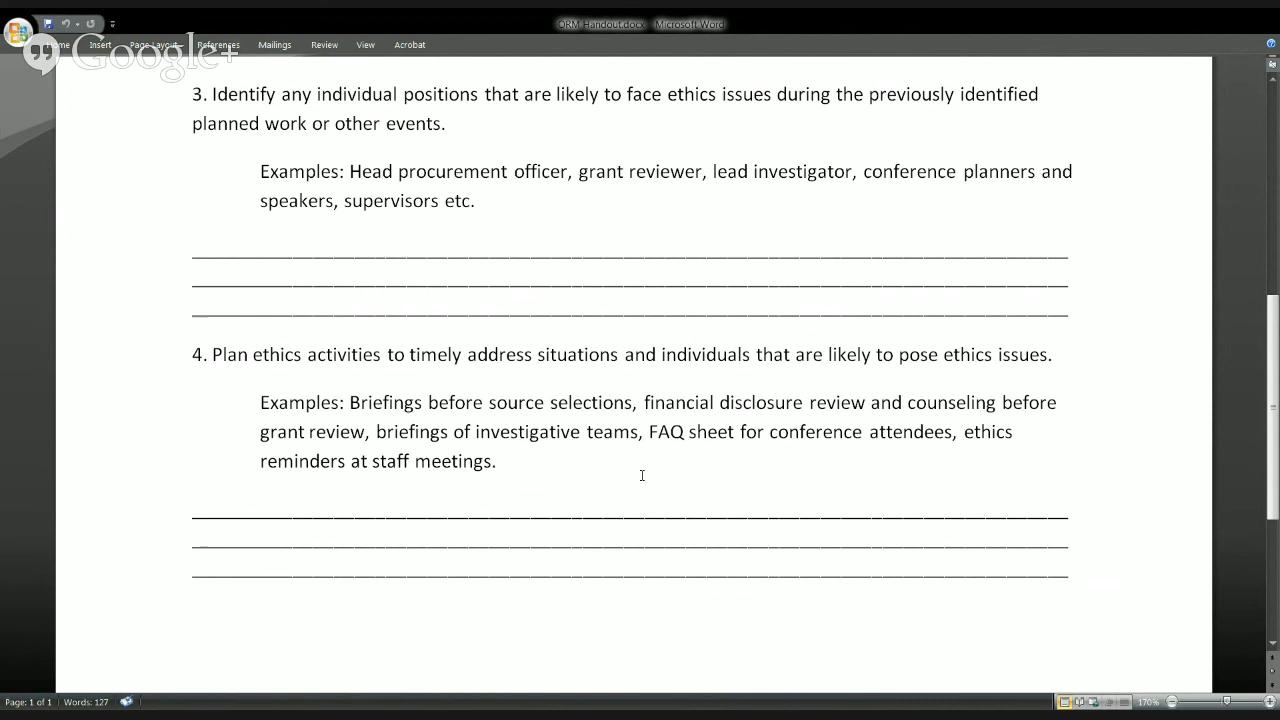 ORM Handout.docx - Microsoft Word
Google+
Home Insert Page Layout References Mailings Review View Acrobat
3. Identify any individual positions that are likely to face ethics issues during the previously identified
planned work or other events.
Examples: Head procurement officer, grant reviewer, lead investigator, conference planners and
speakers, supervisors etc.
4. Plan ethics activities to timely address situations and individuals that are likely to pose ethics issues.
Examples: Briefings before source selections, financial disclosure review and counseling before
grant review, briefings of investigative teams, FAQ sheet for conference attendees, ethics
reminders at staff meetings.
Page: 1 of 1 Words: 127 170%